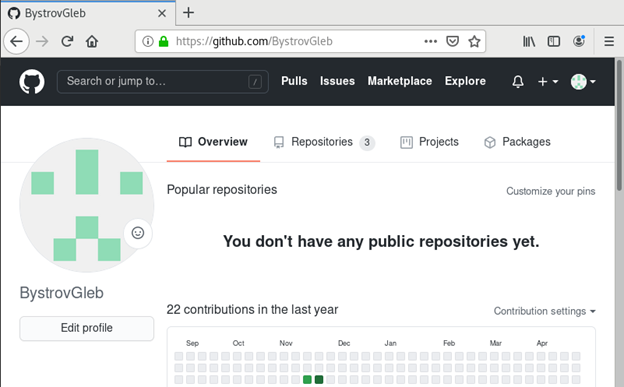 BystrovGleb
https://github.com/BystrovGleb
Search or jump to…
/
Pulls Issues Marketplace Explore
Overview Repositories 3 Projects Packages
Popular repositories Customize your pins
You don't have any public repositories yet.
BystrovGleb
Edit profile
22 contributions in the last year Contribution settings
Sep Oct Nov Dec Jan Feb Mar Apr